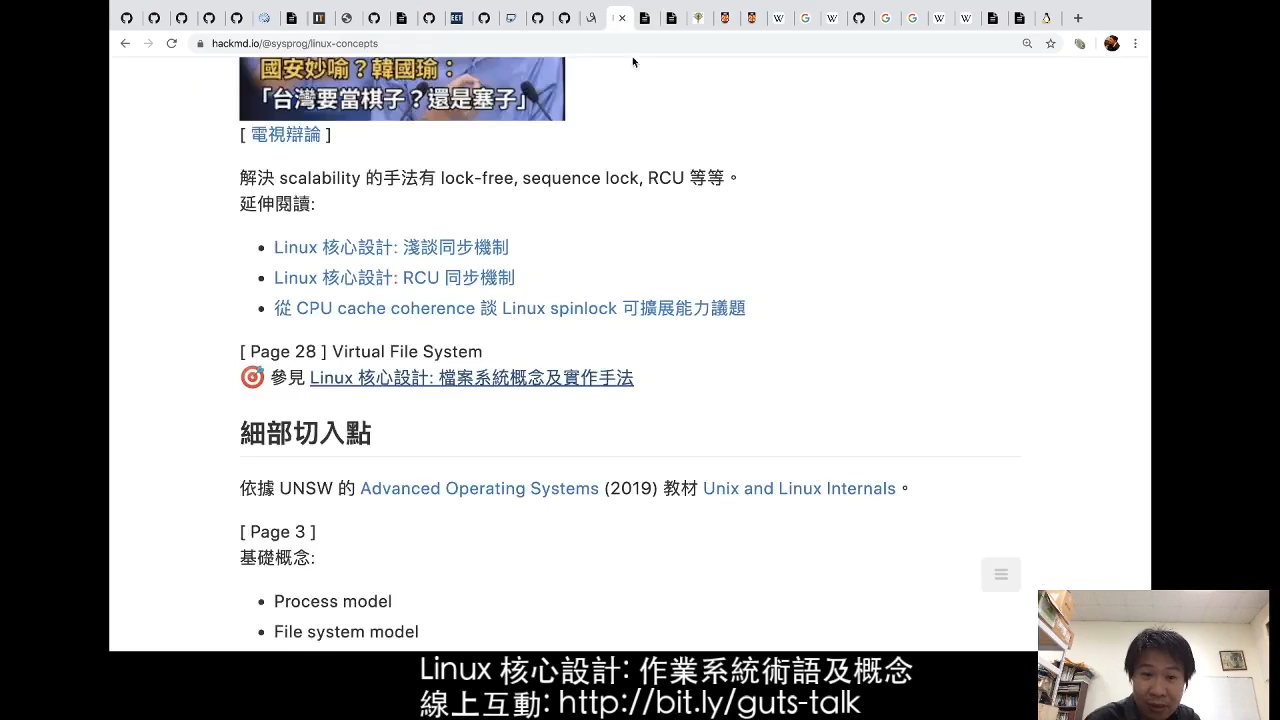 hackmd.io/@sysprog/linux-concepts
國安妙喻？韓國瑜：
「台灣要當棋子？還是塞子」
[ 電視辯論 ]
解決 scalability 的手法有 lock-free, sequence lock, RCU 等等。
延伸閱讀:
• Linux 核心設計: 淺談同步機制
• Linux 核心設計: RCU 同步機制
• 從 CPU cache coherence 談 Linux spinlock 可擴展能力議題
[ Page 28 ] Virtual File System
🎯 參見 Linux 核心設計: 檔案系統概念及實作手法
細部切入點
依據 UNSW 的 Advanced Operating Systems (2019) 教材 Unix and Linux Internals。
[ Page 3 ]
基礎概念:
• Process model
• File system model
Linux 核心設計: 作業系統術語及概念
線上互動: http://bit.ly/guts-talk